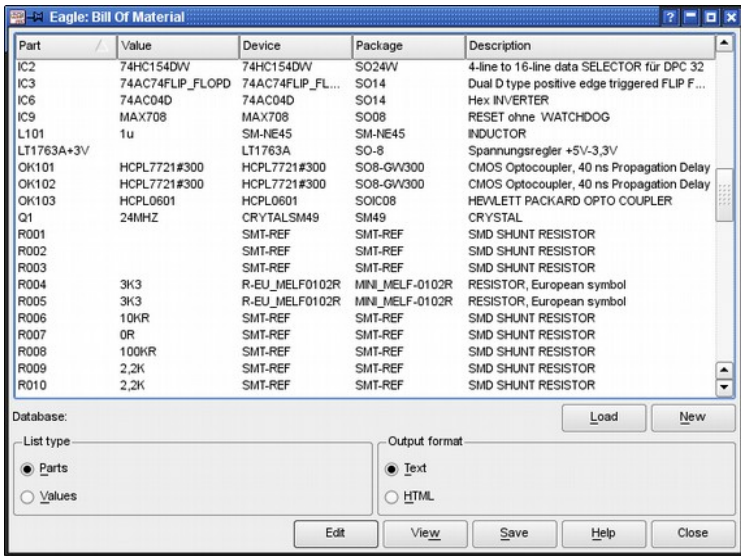 Eagle: Bill Of Material
Part Value Device Package Description
IC2 74HC154DW 74HC154DW SO24W 4-line to 16-line data SELECTOR für DPC 32
IC3 74AC74FLIP_FLOPD 74AC74FLIP_FL... SO14 Dual D type positive edge triggered FLIP F...
IC6 74AC04D 74AC04D SO14 Hex INVERTER
IC9 MAX708 MAX708 SO08 RESET ohne WATCHDOG
L101 1u SM-NE45 SM-NE45 INDUCTOR
LT1763A+3V LT1763A SO-8 Spannungsregler +5V-3,3V
OK101 HCPL7721#300 HCPL7721#300 SO8-GW300 CMOS Optocoupler, 40 ns Propagation Delay
OK102 HCPL7721#300 HCPL7721#300 SO8-GW300 CMOS Optocoupler, 40 ns Propagation Delay
OK103 HCPL0601 HCPL0601 SOIC08 HEWLETT PACKARD OPTO COUPLER
Q1 24MHZ CRYTALSM49 SM49 CRYSTAL
R001 SMT-REF SMT-REF SMD SHUNT RESISTOR
R002 SMT-REF SMT-REF SMD SHUNT RESISTOR
R003 SMT-REF SMT-REF SMD SHUNT RESISTOR
R004 3K3 R-EU_MELF0102R MINI_MELF-0102R RESISTOR, European symbol
R005 3K3 R-EU_MELF0102R MINI_MELF-0102R RESISTOR, European symbol
R006 10KR SMT-REF SMT-REF SMD SHUNT RESISTOR
R007 0R SMT-REF SMT-REF SMD SHUNT RESISTOR
R008 100KR SMT-REF SMT-REF SMD SHUNT RESISTOR
R009 2,2K SMT-REF SMT-REF SMD SHUNT RESISTOR
R010 2,2K SMT-REF SMT-REF SMD SHUNT RESISTOR
Database: Load New
List type Output format
Parts Text
Values HTML
Edit View Save Help Close